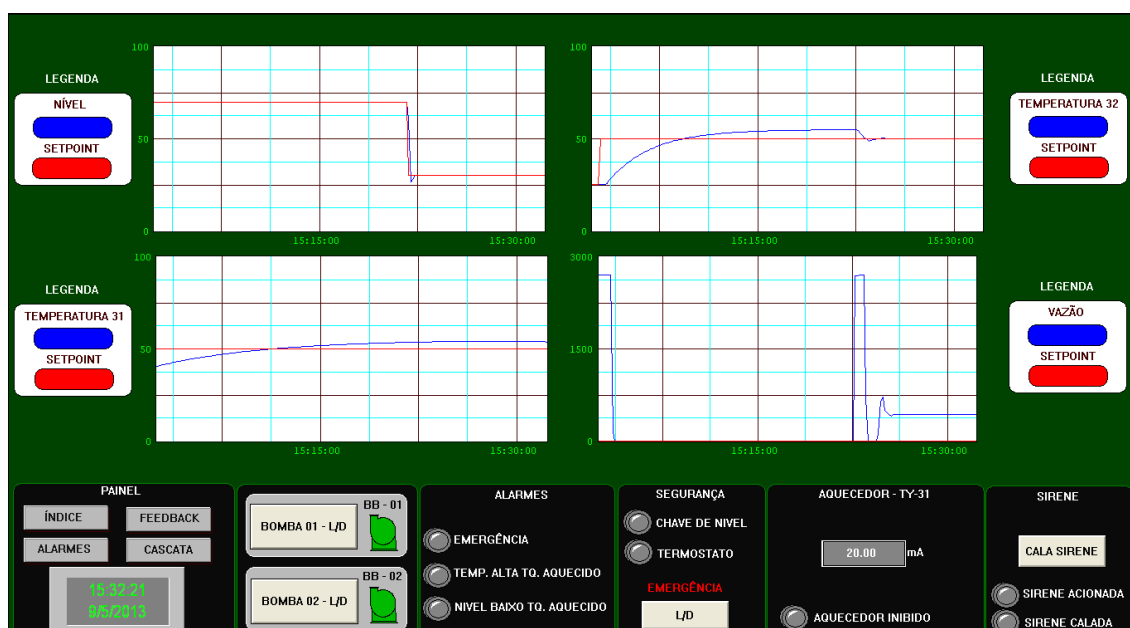 100
50
0
15:15:00
15:30:00
LEGENDA
NÍVEL
SETPOINT
100
50
0
15:15:00
15:30:00
LEGENDA
TEMPERATURA 32
SETPOINT
100
50
0
15:15:00
15:30:00
LEGENDA
TEMPERATURA 31
SETPOINT
3000
1500
0
15:15:00
15:30:00
LEGENDA
VAZÃO
SETPOINT
PAINEL
ÍNDICE
FEEDBACK
ALARMES
CASCATA
15:32:21
9/5/2013
BB - 01
BOMBA 01 - L/D
BB - 02
BOMBA 02 - L/D
ALARMES
EMERGÊNCIA
TEMP. ALTA TQ. AQUECIDO
NIVEL BAIXO TQ. AQUECIDO
SEGURANÇA
CHAVE DE NIVEL
TERMOSTATO
EMERGÊNCIA
L/D
AQUECEDOR - TY-31
20.00 mA
AQUECEDOR INIBIDO
SIRENE
CALA SIRENE
SIRENE ACIONADA
SIRENE CALADA